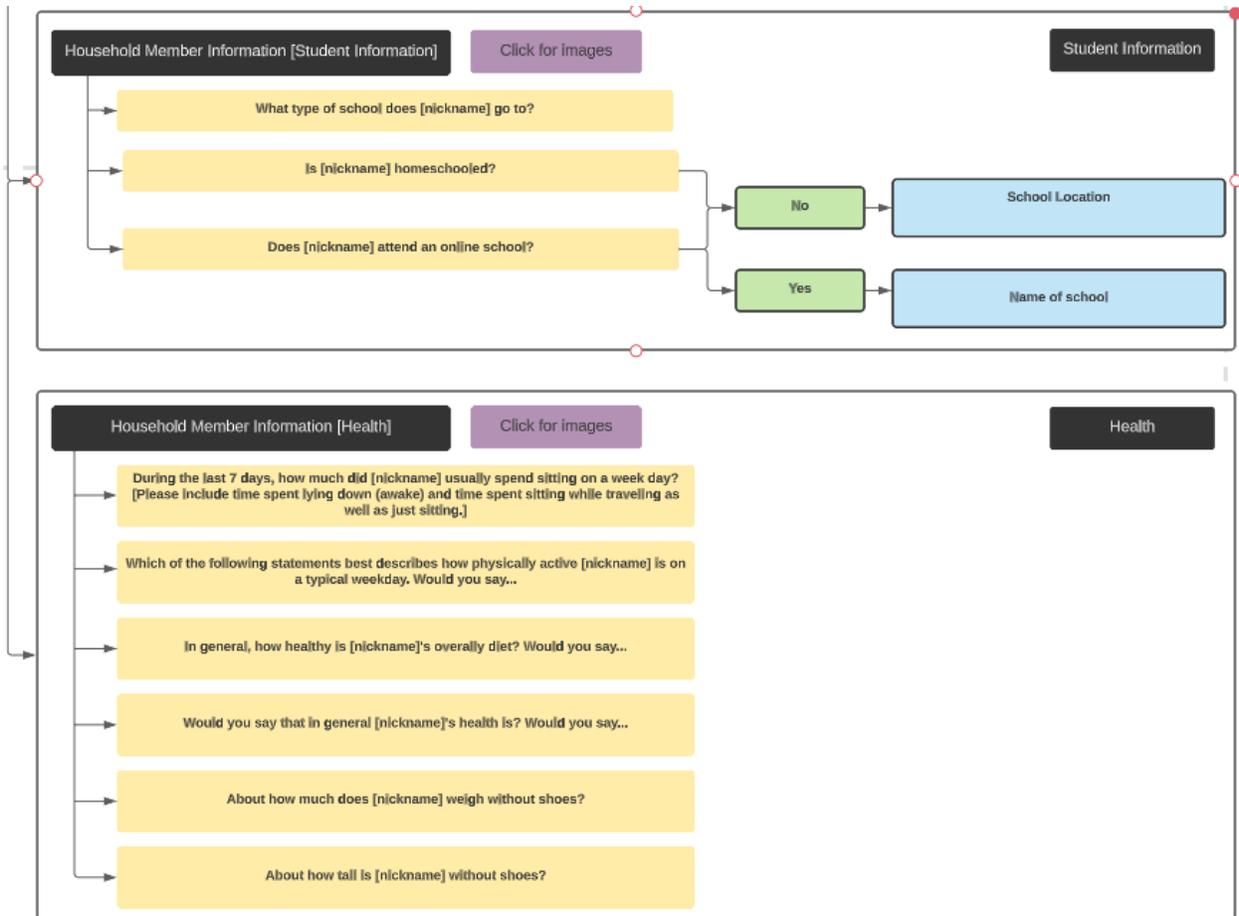 Household Member Information [Student Information]
Click for images
Student Information
What type of school does [nickname] go to?
Is [nickname] homeschooled?
Does [nickname] attend an online school?
No
School Location
Yes
Name of school
Household Member Information [Health]
Click for images
Health
During the last 7 days, how much did [nickname] usually spend sitting on a week day?
[Please include time spent lying down (awake) and time spent sitting while traveling as
well as just sitting.]
Which of the following statements best describes how physically active [nickname] is on
a typical weekday. Would you say...
In general, how healthy is [nickname]'s overally diet? Would you say...
Would you say that in general [nickname]'s health is? Would you say...
About how much does [nickname] weigh without shoes?
About how tall is [nickname] without shoes?